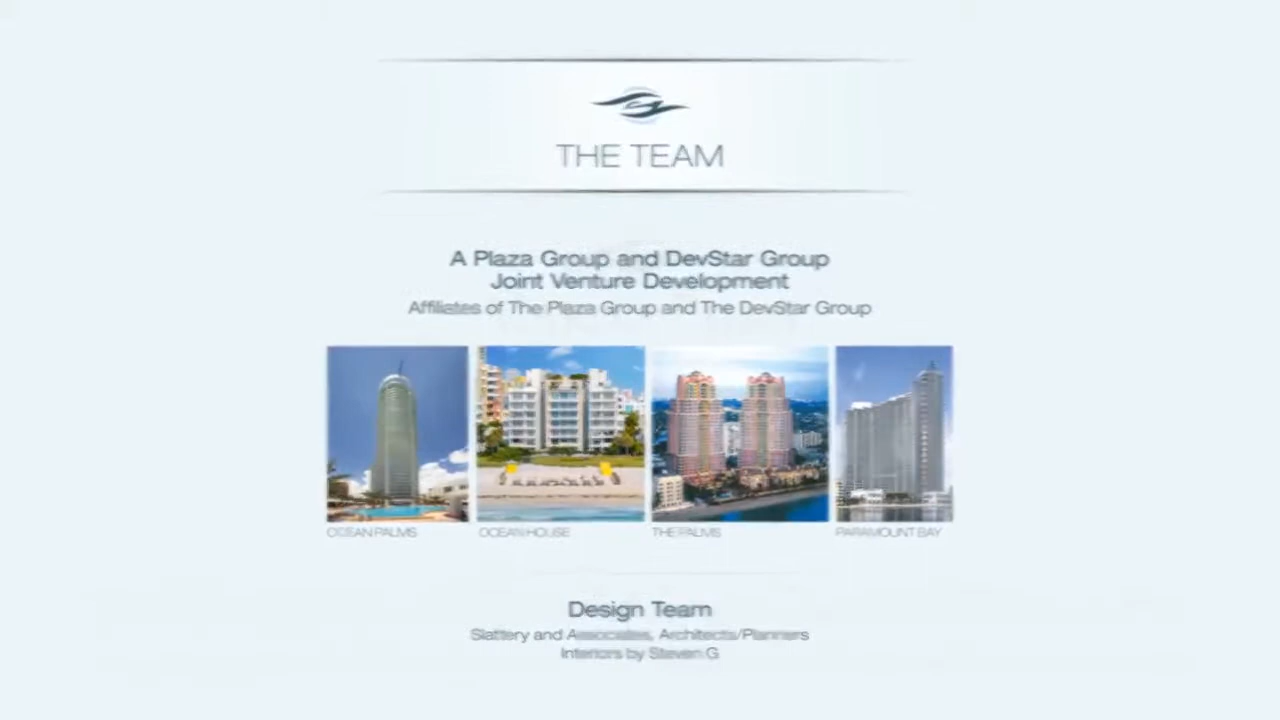 THE TEAM
A Plaza Group and DevStar Group
Joint Venture Development
Affiliates of The Plaza Group and The DevStar Group
OCEAN PALMS
OCEAN HOUSE
THE PALMS
PARAMOUNT BAY
Design Team
Slattery and Associates, Architects/Planners
Interiors by Steven G